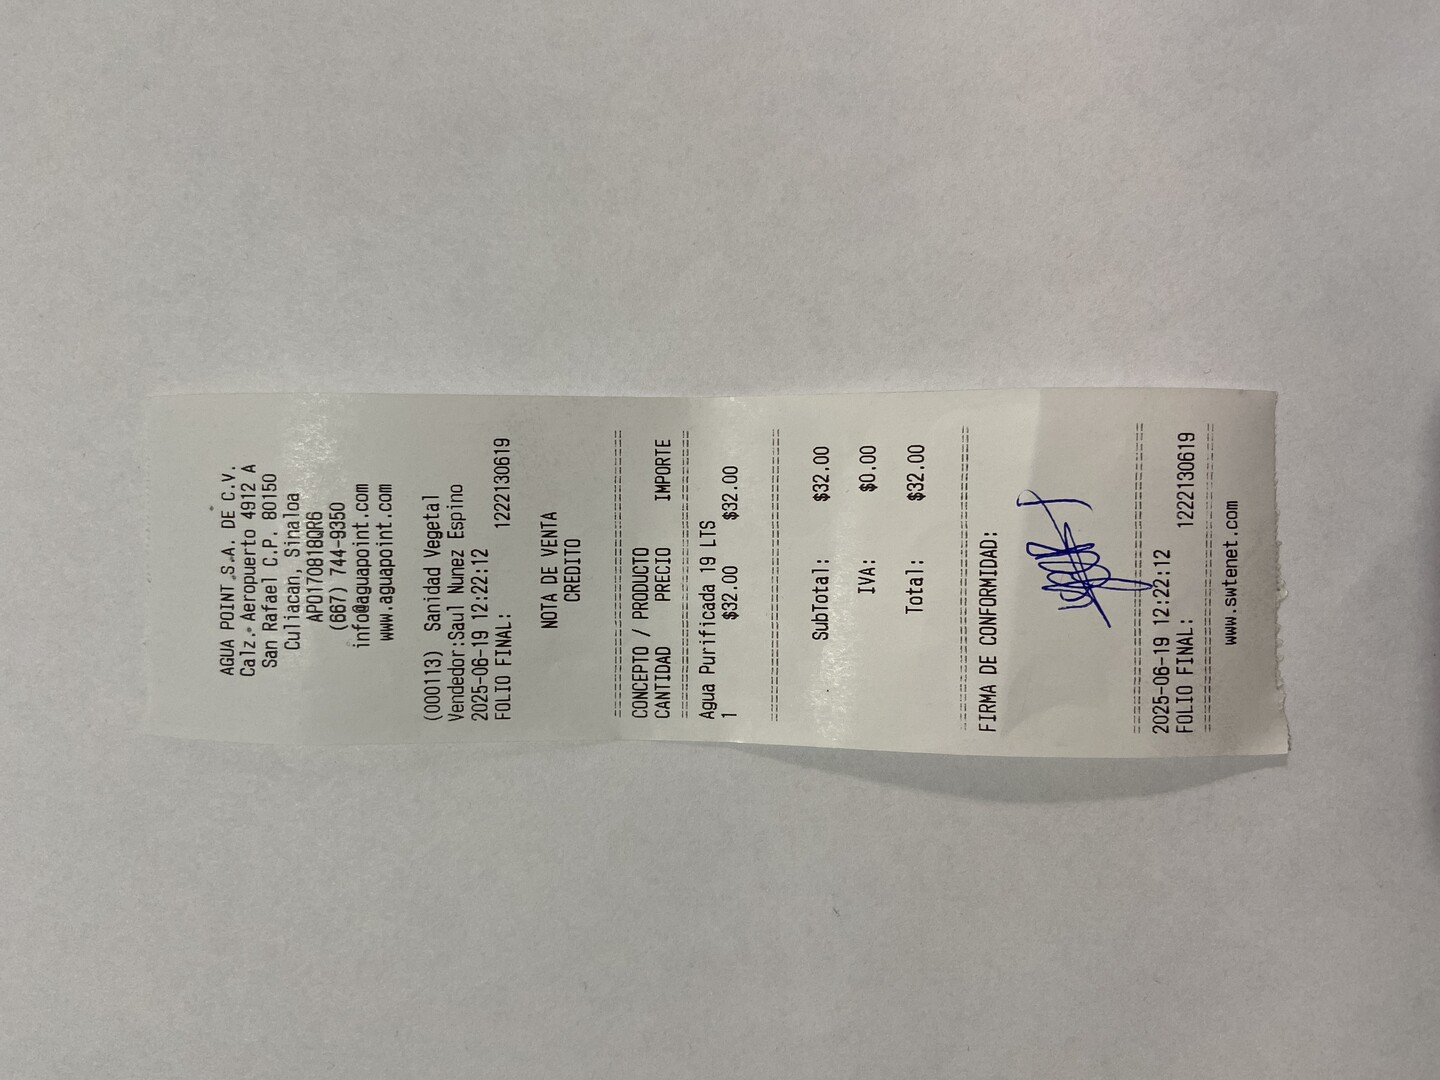 AGUA POINT S.A. DE C.V.
Calz. Aeropuerto 4912 A
San Rafael C.P. 80150
Culiacan, Sinaloa
APO170818QR6
(667) 744-9350
info@aguapoint.com
www.aguapoint.com
(000113) Sanidad Vegetal
Vendedor:Saul Nunez Espino
2025-06-19 12:22:12
FOLIO FINAL: 1222130619
NOTA DE VENTA
CREDITO
CONCEPTO / PRODUCTO
CANTIDAD PRECIO IMPORTE
Agua Purificada 19 LTS
1 $32.00 $32.00
SubTotal: $32.00
IVA: $0.00
Total: $32.00
FIRMA DE CONFORMIDAD:
2025-06-19 12:22:12
FOLIO FINAL: 1222130619
www.swtenet.com